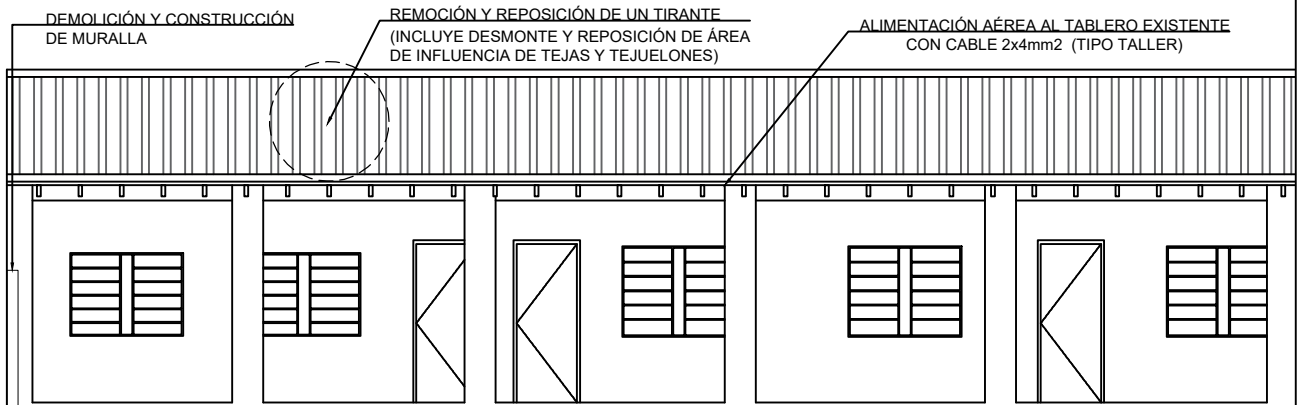 DEMOLICIÓN Y CONSTRUCCIÓN
DE MURALLA
REMOCIÓN Y REPOSICIÓN DE UN TIRANTE
(INCLUYE DESMONTE Y REPOSICIÓN DE ÁREA
DE INFLUENCIA DE TEJAS Y TEJUELONES)
ALIMENTACIÓN AÉREA AL TABLERO EXISTENTE
CON CABLE 2x4mm2 (TIPO TALLER)